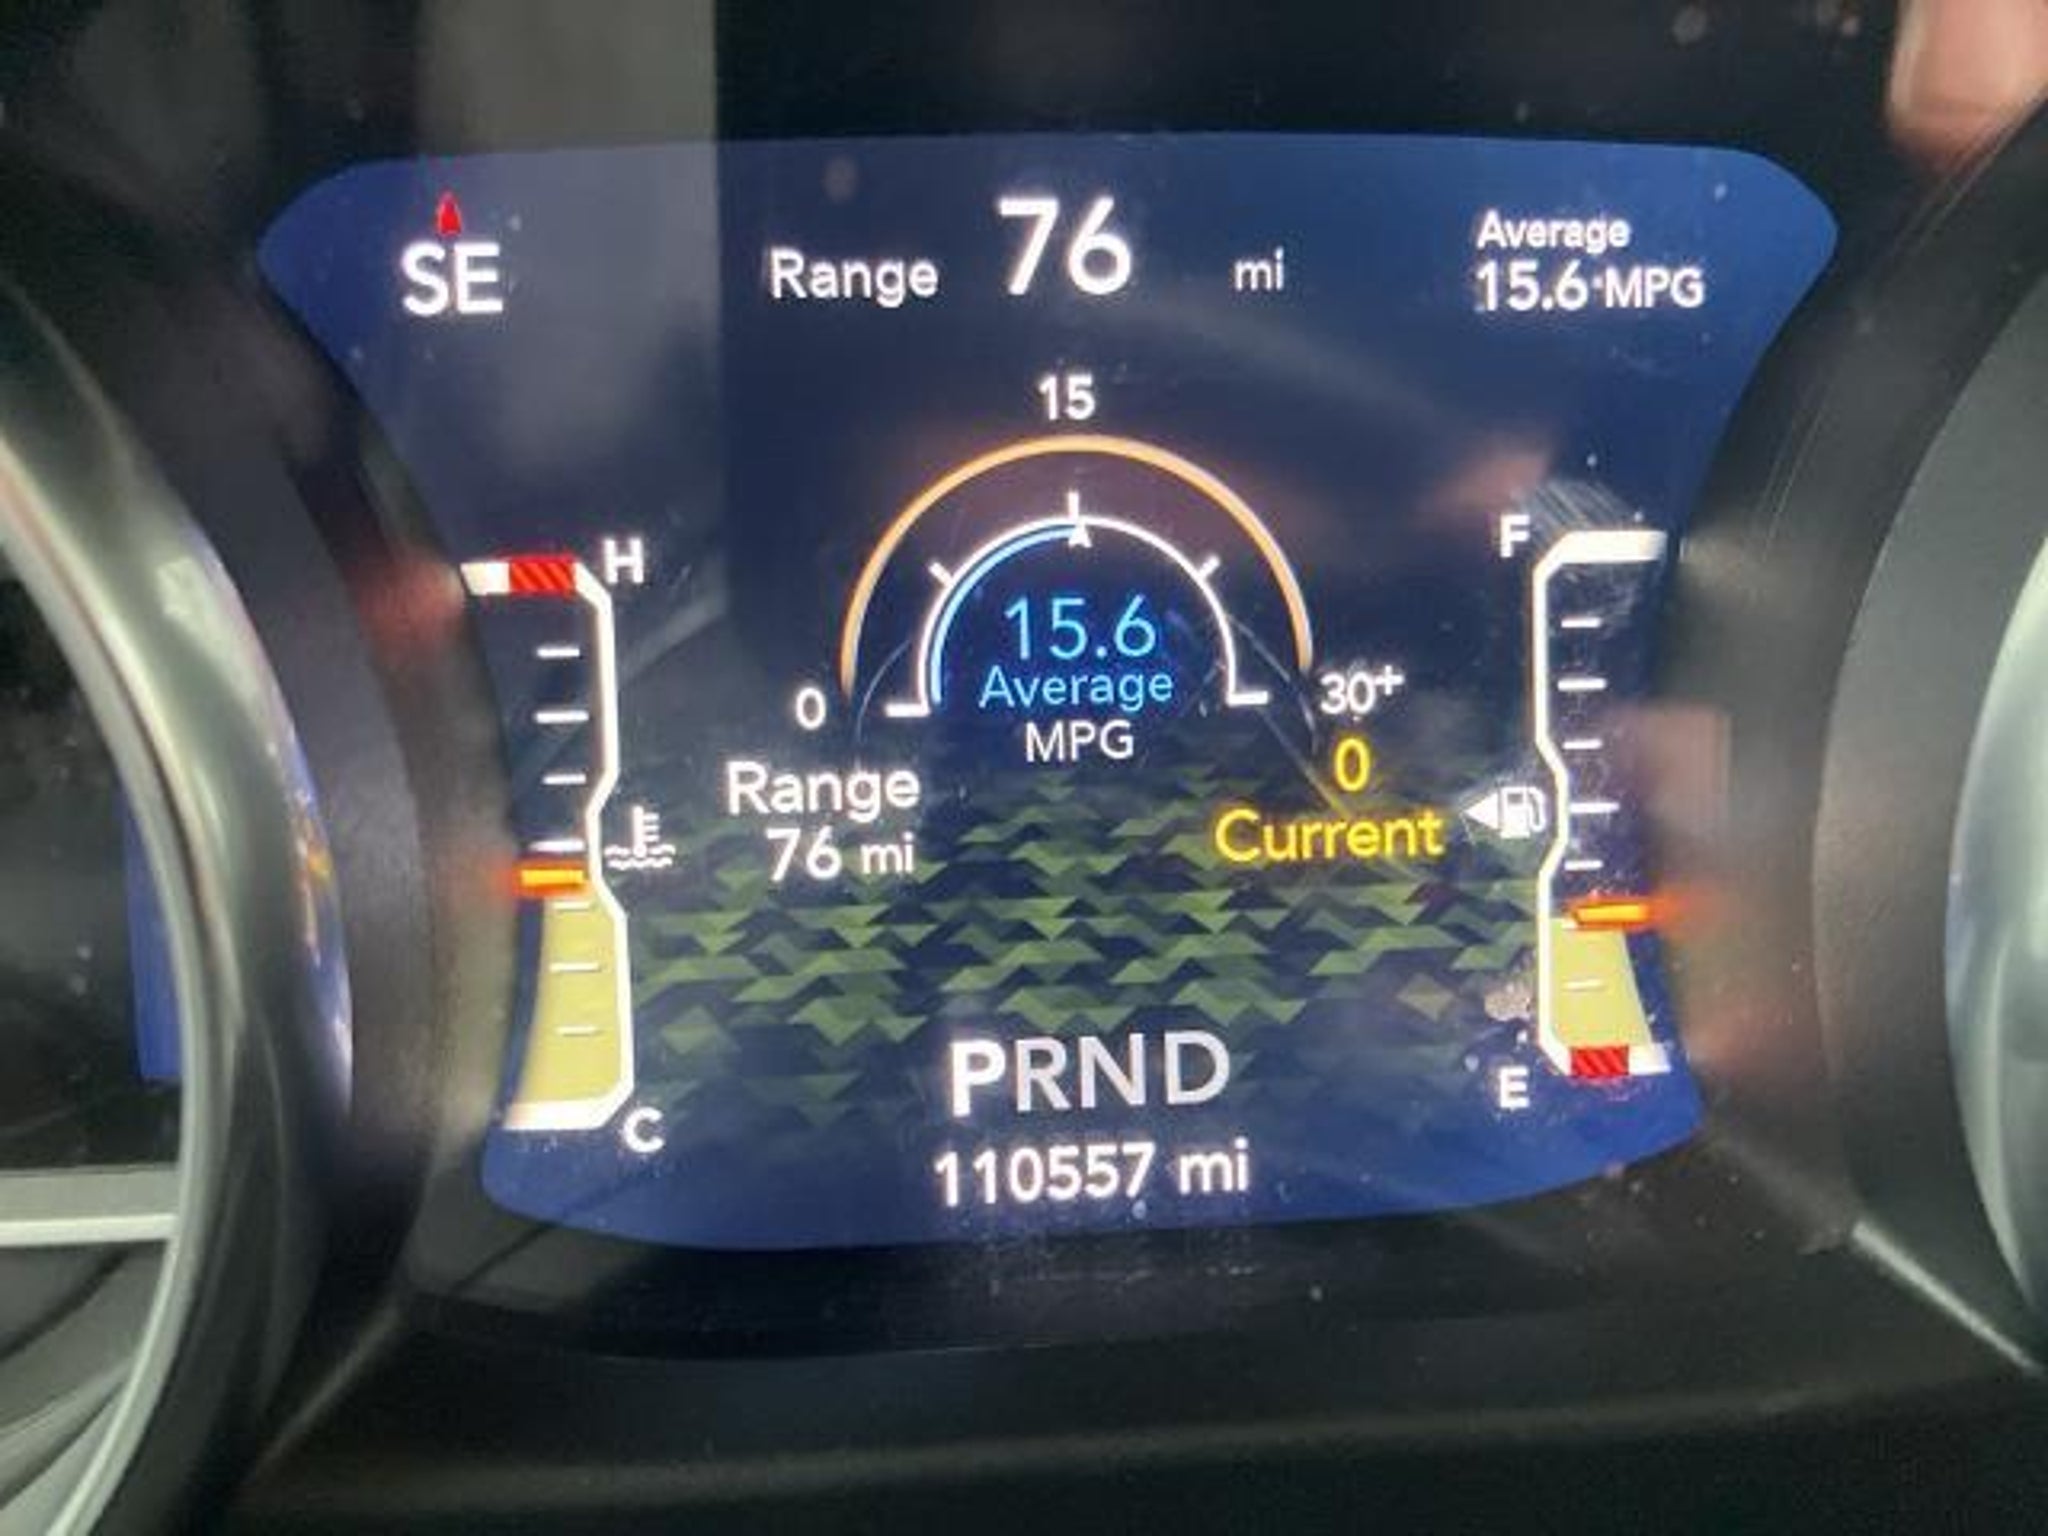 SE
Range 76 mi
Average
15.6 MPG
15
H
F
15.6
Average
MPG
0
30+
0
Current
Range
76 mi
PRND
E
C
110557 mi